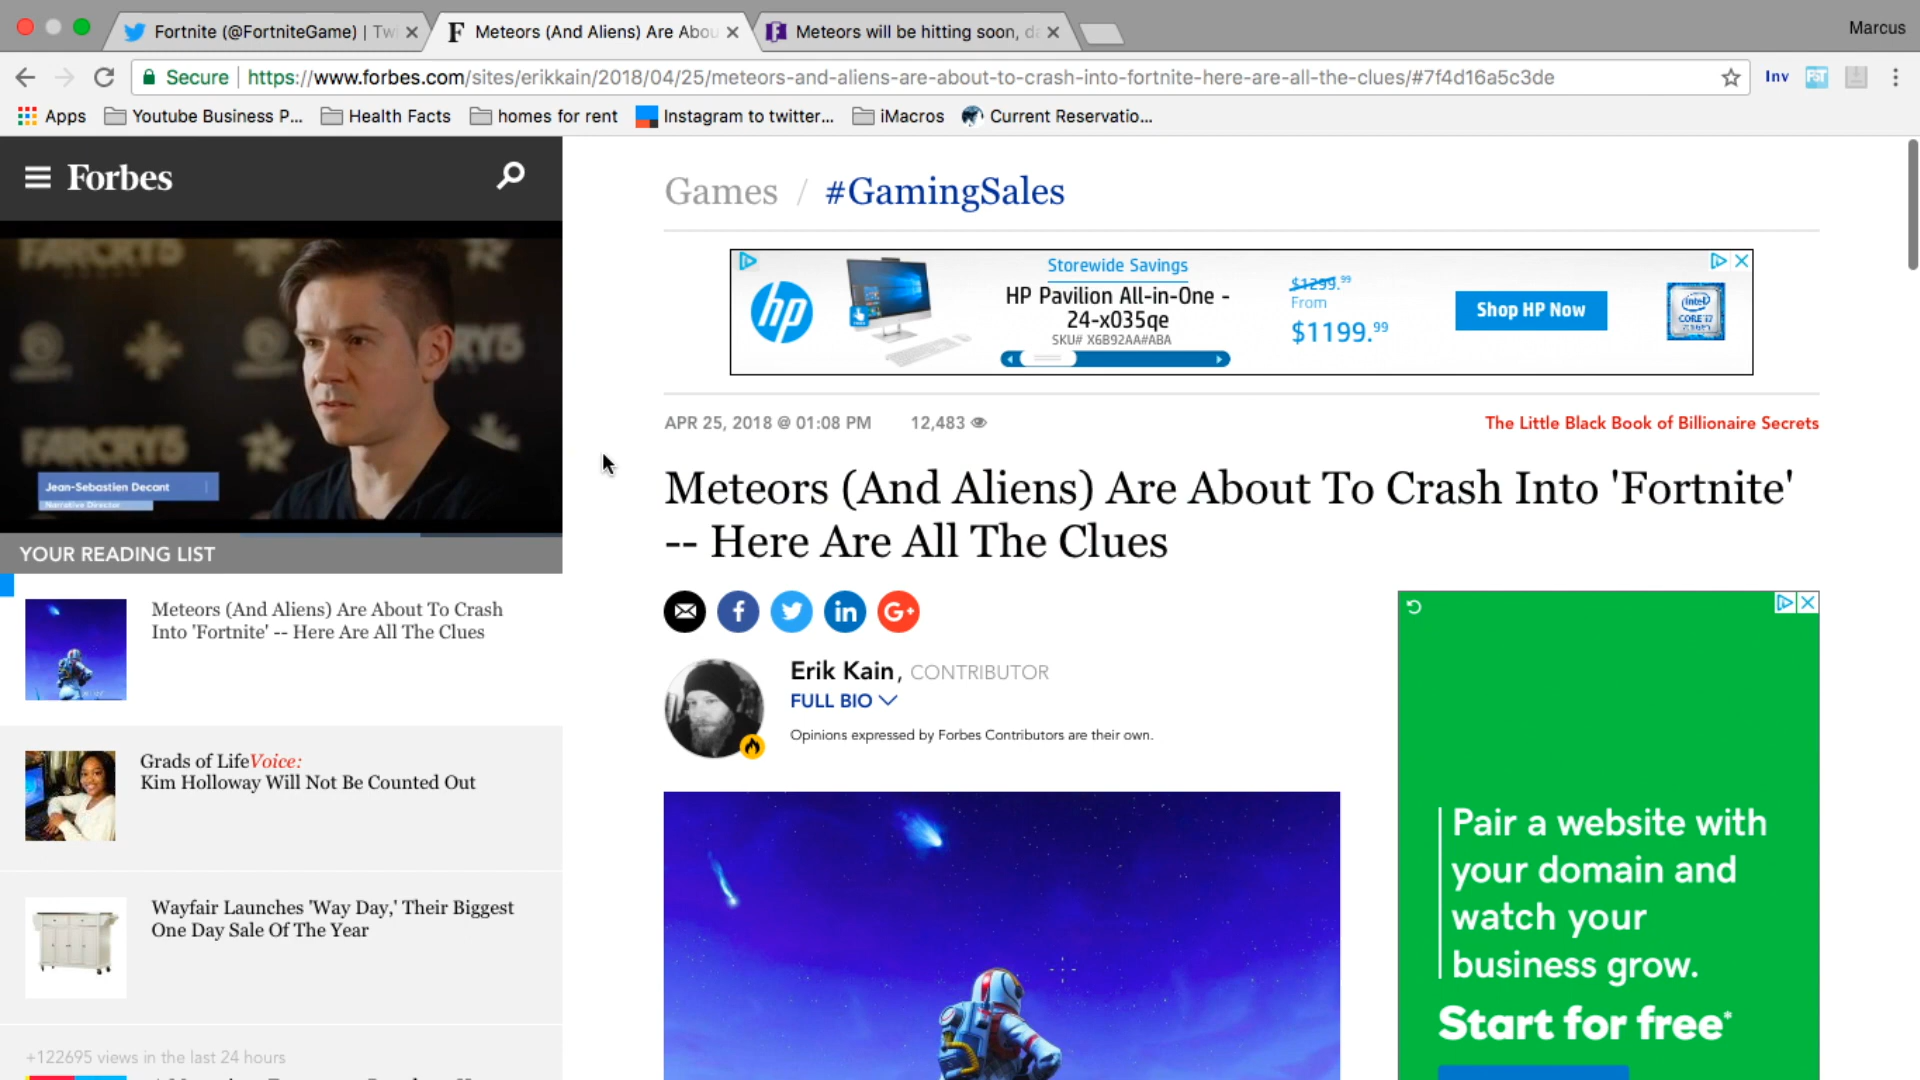 Fortnite (@FortniteGame) | Twi
Meteors (And Aliens) Are Abou
Meteors will be hitting soon, da
Marcus
Secure
https://www.forbes.com/sites/erikkain/2018/04/25/meteors-and-aliens-are-about-to-crash-into-fortnite-here-are-all-the-clues/#7f4d16a5c3de
Inv
Apps
Youtube Business P...
Health Facts
homes for rent
Instagram to twitter...
iMacros
Current Reservatio...
Forbes
FARCRY5
Jean-Sebastien Decant
Narrative Director
YOUR READING LIST
Meteors (And Aliens) Are About To Crash
Into 'Fortnite' -- Here Are All The Clues
Grads of LifeVoice:
Kim Holloway Will Not Be Counted Out
Wayfair Launches 'Way Day,' Their Biggest
One Day Sale Of The Year
+122695 views in the last 24 hours
Games / #GamingSales
hp
Storewide Savings
HP Pavilion All-in-One -
24-x035qe
SKU# X6B92AA#ABA
$1299.99
From
$1199.99
Shop HP Now
intel
CORE i7
APR 25, 2018 @ 01:08 PM
12,483
The Little Black Book of Billionaire Secrets
Meteors (And Aliens) Are About To Crash Into 'Fortnite'
-- Here Are All The Clues
f
in
G+
Erik Kain, CONTRIBUTOR
FULL BIO
Opinions expressed by Forbes Contributors are their own.
Pair a website with
your domain and
watch your
business grow.
Start for free*